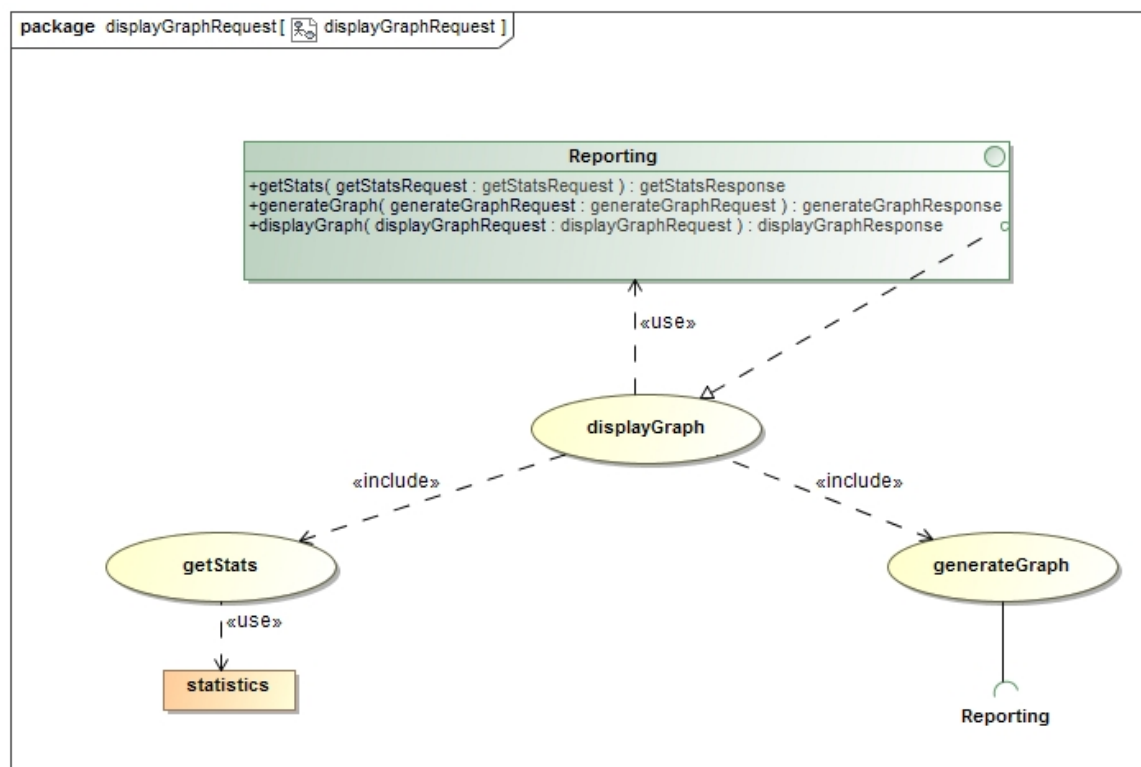 package displayGraphRequest [ displayGraphRequest ]
Reporting
+getStats( getStatsRequest : getStatsRequest ) : getStatsResponse
+generateGraph( generateGraphRequest : generateGraphRequest ) : generateGraphResponse
+displayGraph( displayGraphRequest : displayGraphRequest ) : displayGraphResponse
«use»
displayGraph
«include»
«include»
getStats
generateGraph
«use»
statistics
Reporting